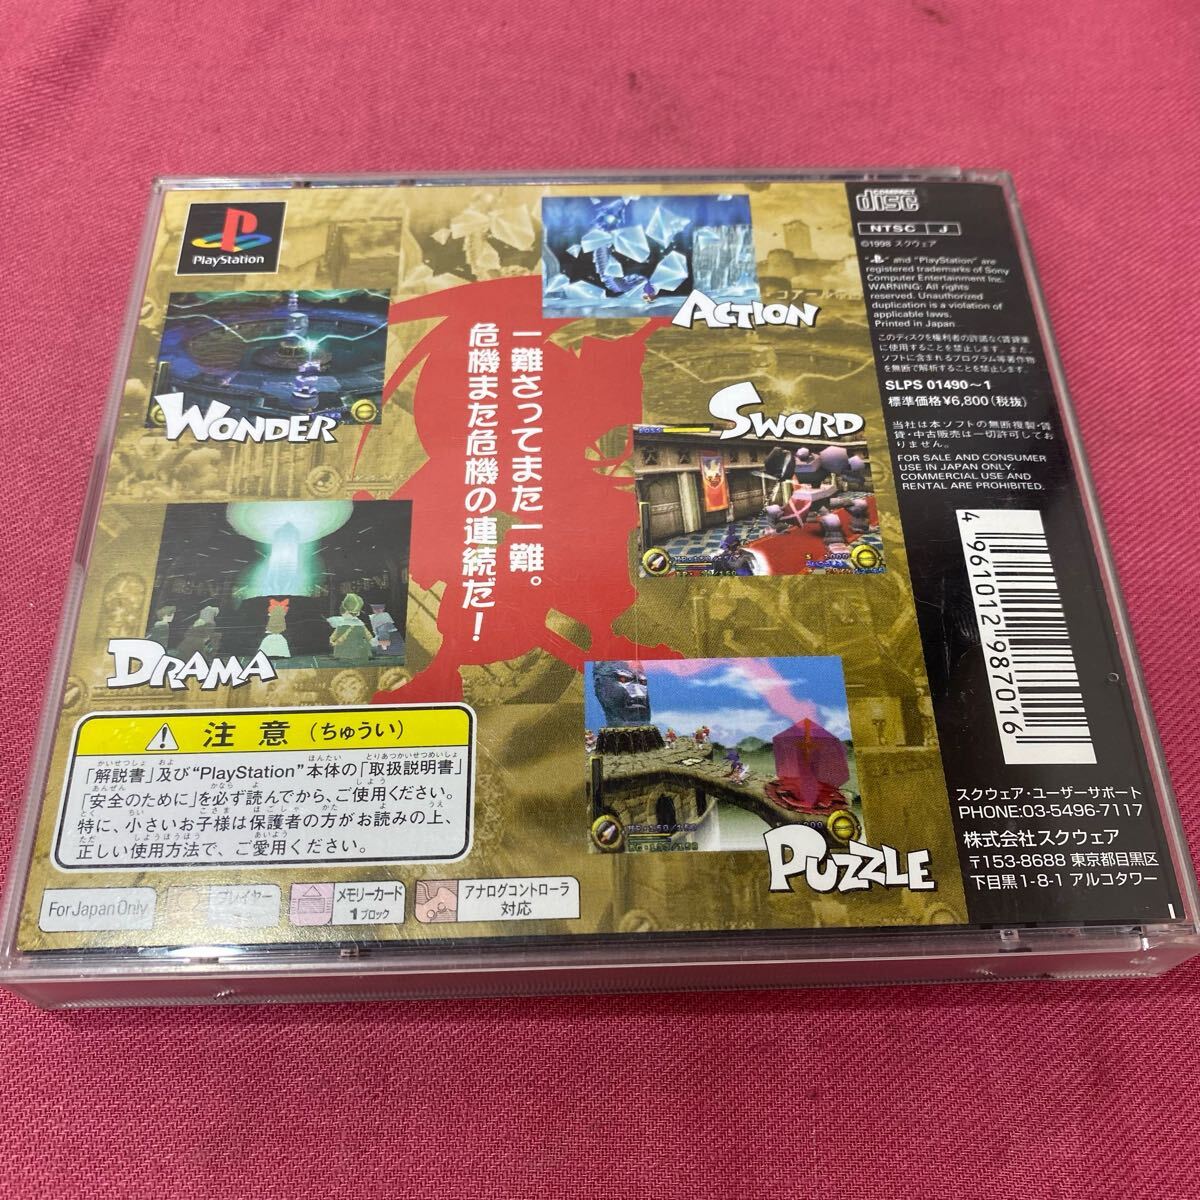 PlayStation
WONDER
DRAMA
ACTION
SWORD
PUZZLE
一難さってまた一難。
危機また危機の連続だ!
注意(ちゅうい)
「解説書」及び"PlayStation"本体の「取扱説明書」
「安全のために」を必ず読んでから、ご使用ください。
特に、小さいお子様は保護者の方がお読みの上、
正しい使用方法で、ご愛用ください。
For Japan Only
プレイヤー
メモリーカード
1ブロック
アナログコントローラ
対応
COMPACT
disc
NTSC J
©1998 スクウェア
" " and "PlayStation" are
registered trademarks of Sony
Computer Entertainment Inc.
WARNING: All rights
reserved. Unauthorized
duplication is a violation of
applicable laws.
Printed in Japan
このディスクを権利者の許諾なく賃貸業
に使用することを禁止します。また
ソフトに含まれるプログラム等著作物
を無断で解析することを禁止します。
SLPS 01490~1
標準価格¥6,800(税抜)
当社は本ソフトの無断複製・賃
貸・中古販売は一切許可してお
りません。
FOR SALE AND CONSUMER
USE IN JAPAN ONLY.
COMMERCIAL USE AND
RENTAL ARE PROHIBITED.
4 961012 987016
スクウェア・ユーザーサポート
PHONE:03-5496-7117
株式会社スクウェア
〒153-8688 東京都目黒区
下目黒1-8-1 アルコタワー